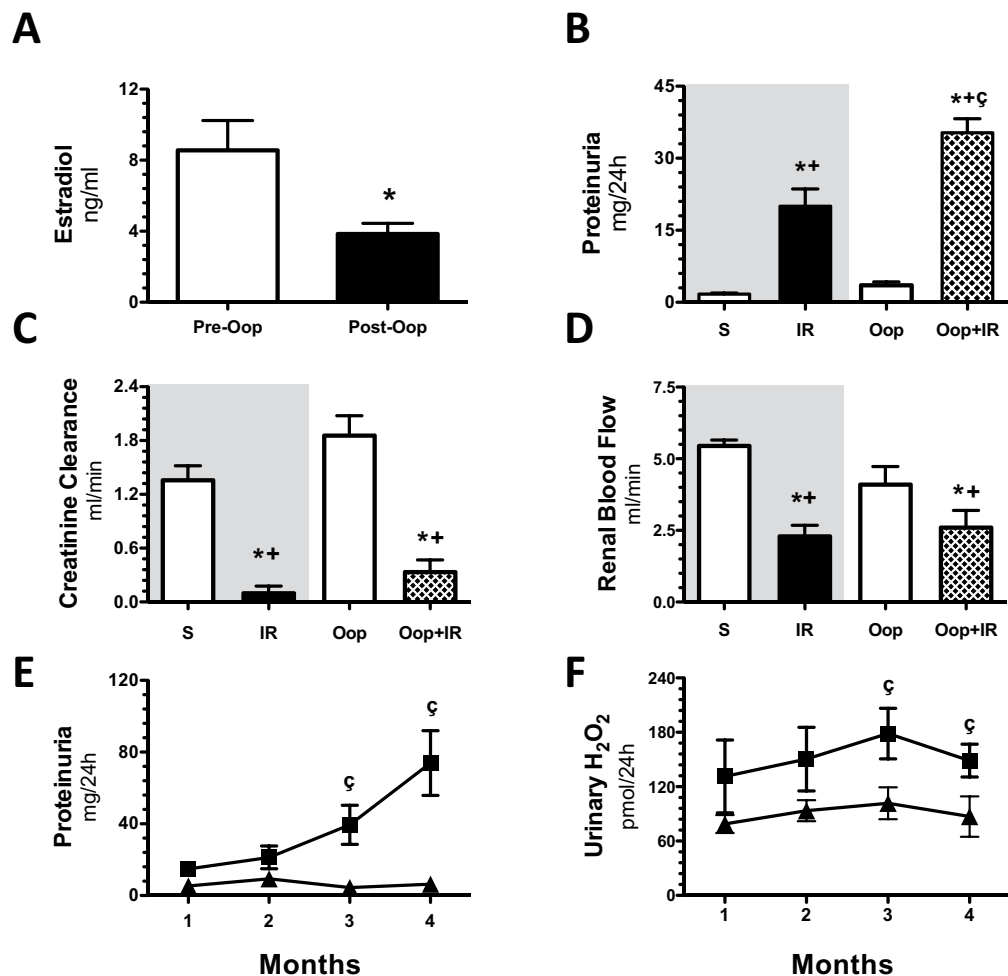 A
Estradiol
ng/ml
12
8
4
0
*
Pre-Oop
Post-Oop
B
Proteinuria
mg/24h
45
30
15
0
*+
*+ç
S
IR
Oop
Oop+IR
C
Creatinine Clearance
ml/min
2.4
1.8
1.2
0.6
0.0
*+
*+
S
IR
Oop
Oop+IR
D
Renal Blood Flow
ml/min
7.5
5.0
2.5
0.0
*+
*+
S
IR
Oop
Oop+IR
E
Proteinuria
mg/24h
120
80
40
0
ç
ç
1
2
3
4
Months
F
Urinary H₂O₂
pmol/24h
240
180
120
60
0
ç
ç
1
2
3
4
Months